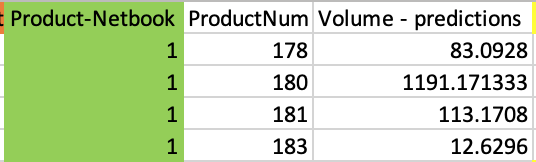 t Product-Netbook ProductNum Volume - predictions
1 178 83.0928
1 180 1191.171333
1 181 113.1708
1 183 12.6296